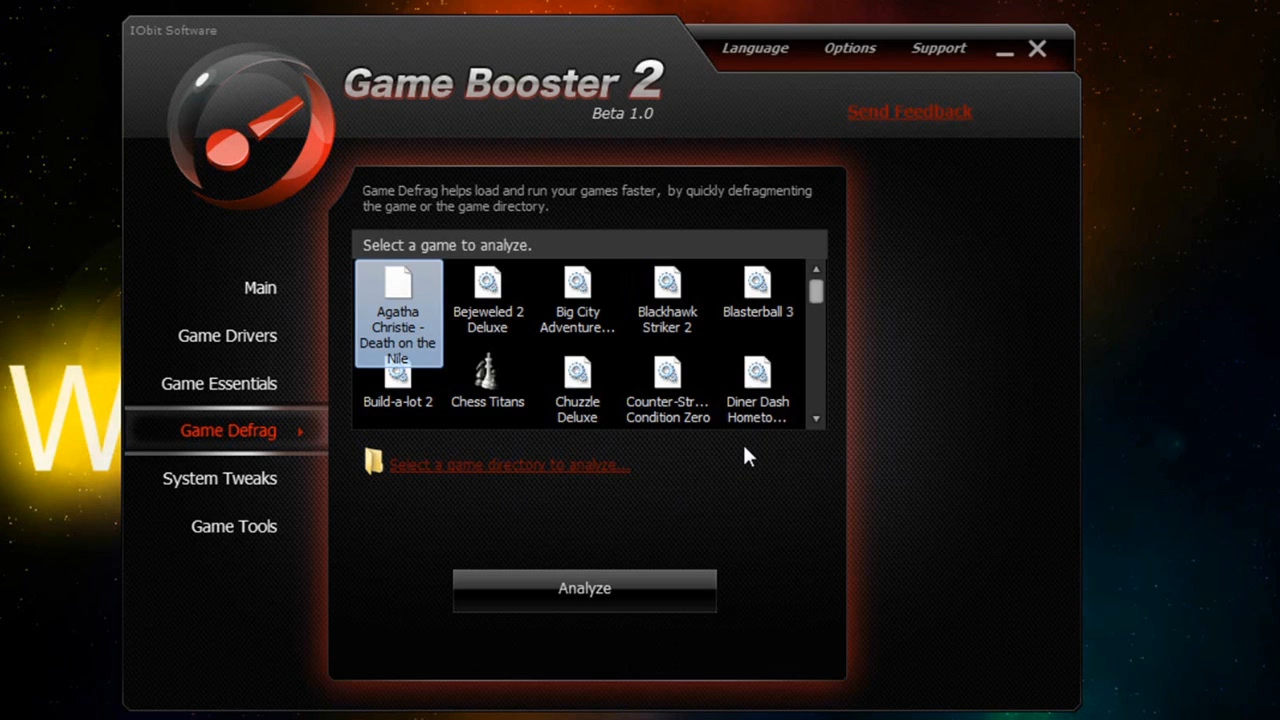 IObit Software
Language Options Support
Game Booster 2
Beta 1.0
Send Feedback
Game Defrag helps load and run your games faster, by quickly defragmenting
the game or the game directory.
Select a game to analyze.
Agatha
Christie -
Death on the
Nile
Bejeweled 2
Deluxe
Big City
Adventure...
Blackhawk
Striker 2
Blasterball 3
Build-a-lot 2
Chess Titans
Chuzzle
Deluxe
Counter-Str...
Condition Zero
Diner Dash
Hometo...
Select a game directory to analyze...
Analyze
Main
Game Drivers
Game Essentials
Game Defrag
System Tweaks
Game Tools
W